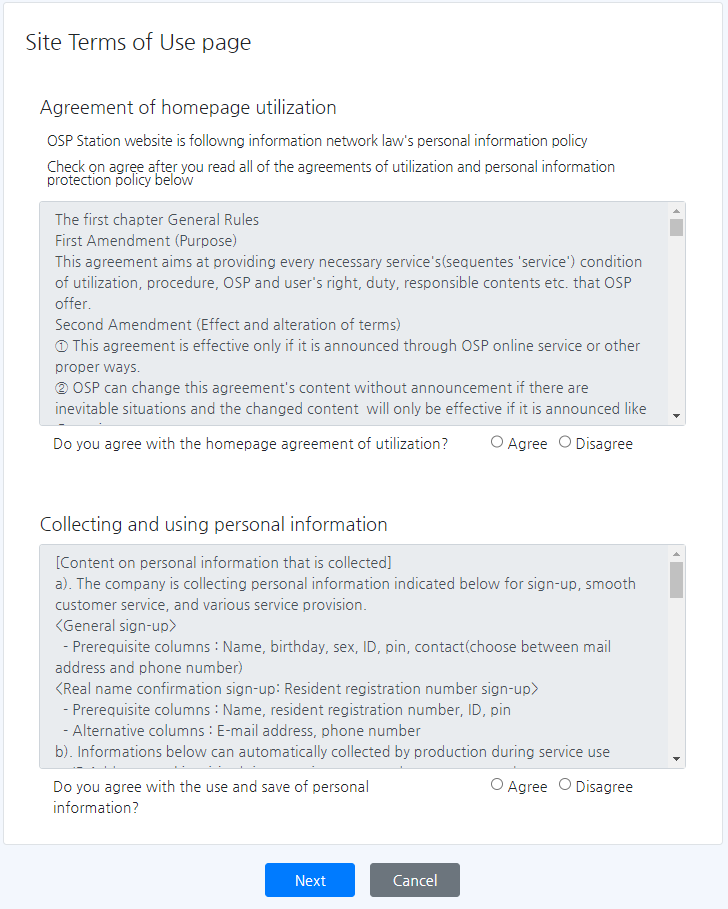 Site Terms of Use page
Agreement of homepage utilization
OSP Station website is followng information network law's personal information policy
Check on agree after you read all of the agreements of utilization and personal information
protection policy below
The first chapter General Rules
First Amendment (Purpose)
This agreement aims at providing every necessary service's(sequentes 'service') condition
of utilization, procedure, OSP and user's right, duty, responsible contents etc. that OSP
offer.
Second Amendment (Effect and alteration of terms)
① This agreement is effective only if it is announced through OSP online service or other
proper ways.
② OSP can change this agreement's content without announcement if there are
inevitable situations and the changed content  will only be effective if it is announced like
Do you agree with the homepage agreement of utilization? Agree Disagree
Collecting and using personal information
[Content on personal information that is collected]
a). The company is collecting personal information indicated below for sign-up, smooth
customer service, and various service provision.
<General sign-up>
- Prerequisite columns : Name, birthday, sex, ID, pin, contact(choose between mail
address and phone number)
<Real name confirmation sign-up: Resident registration number sign-up>
- Prerequisite columns : Name, resident registration number, ID, pin
- Alternative columns : E-mail address, phone number
b). Informations below can automatically collected by production during service use
Do you agree with the use and save of personal
information?
Agree Disagree
Next Cancel